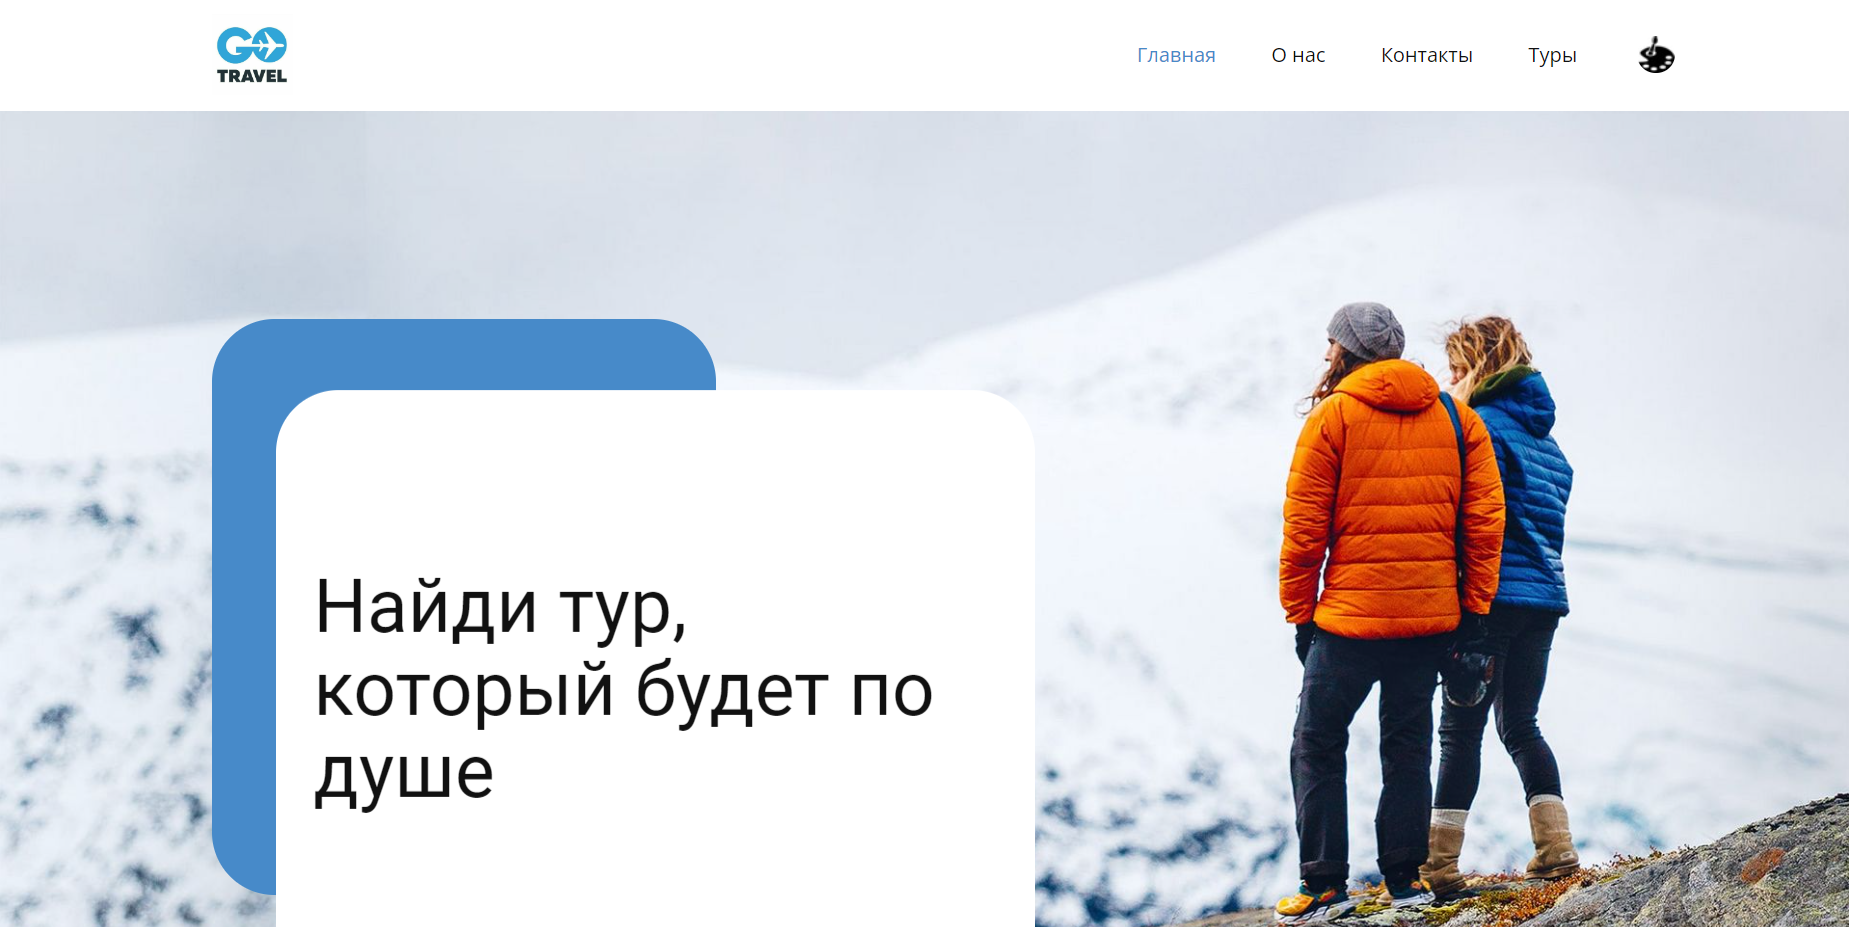 GO
TRAVEL
Главная О нас Контакты Туры
Найди тур,
который будет по
душе